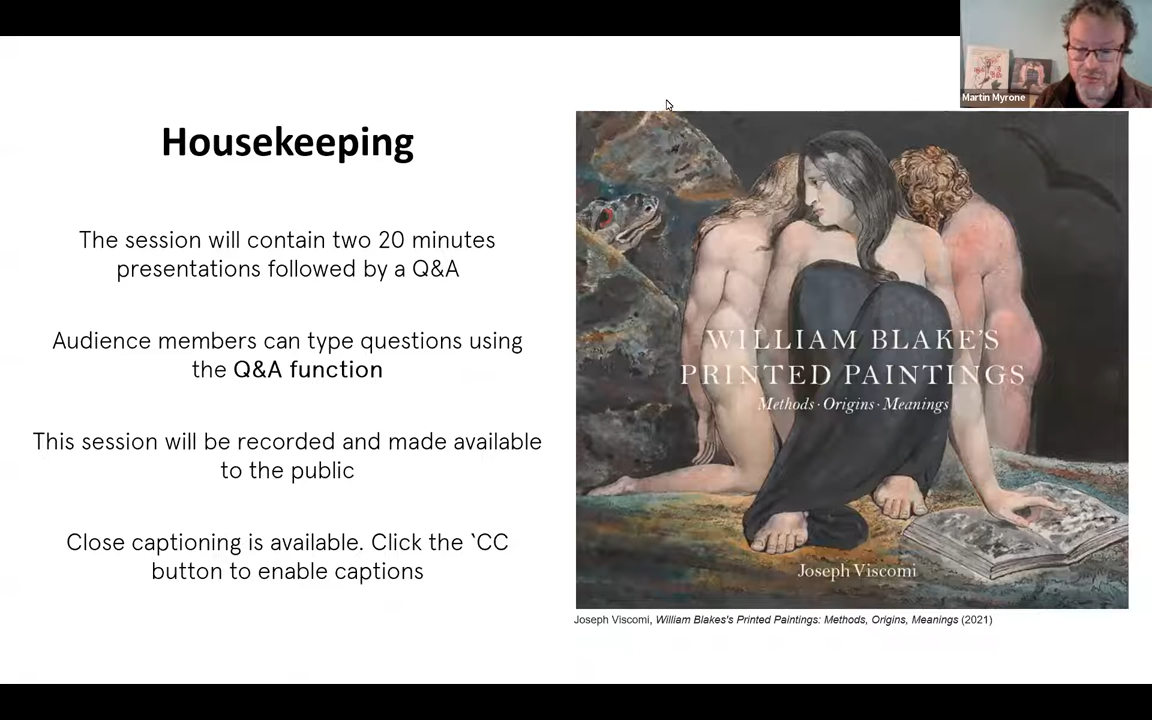 Martin Myrone
Housekeeping
The session will contain two 20 minutes
presentations followed by a Q&A
Audience members can type questions using
the Q&A function
This session will be recorded and made available
to the public
Close captioning is available. Click the ‘CC
button to enable captions
WILLIAM BLAKE'S
PRINTED PAINTINGS
Methods · Origins · Meanings
Joseph Viscomi
Joseph Viscomi, William Blakes's Printed Paintings: Methods, Origins, Meanings (2021)